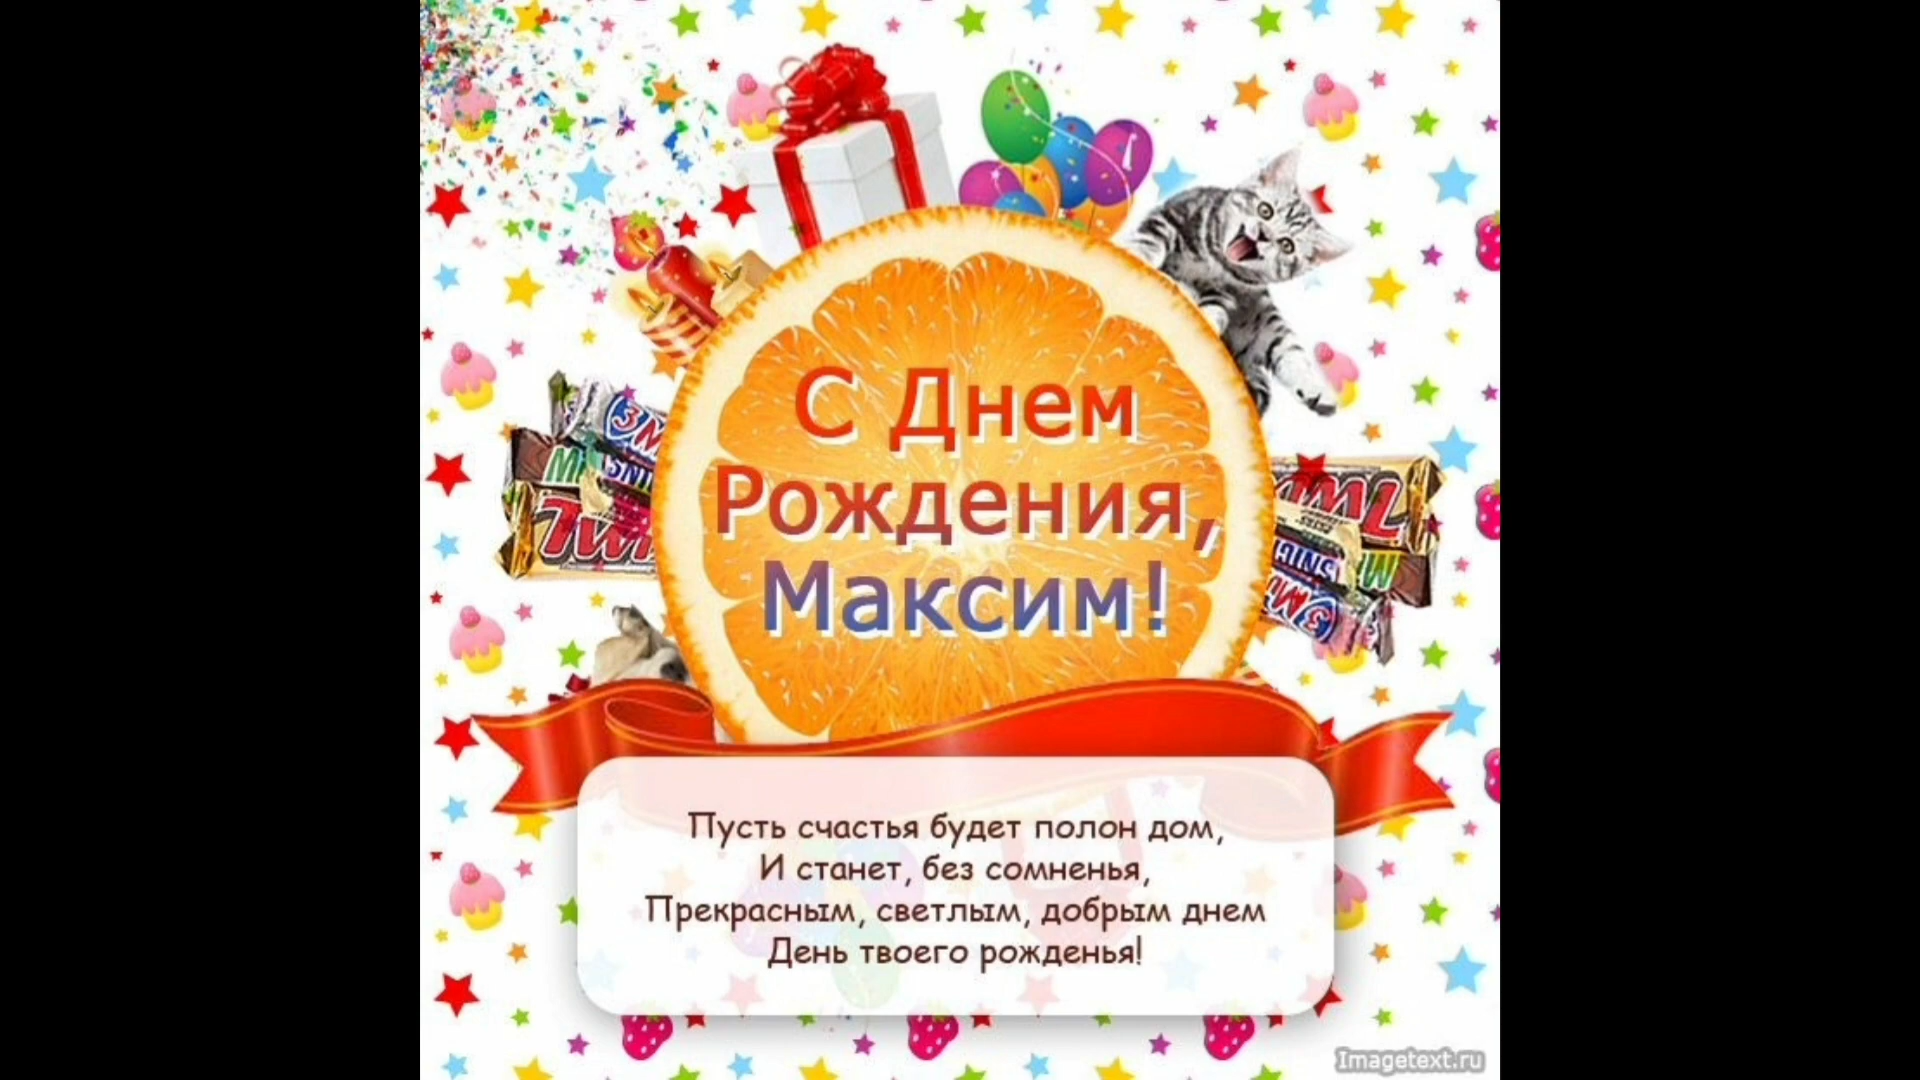 С Днем
Рождения,
Максим!
TWIX
Пусть счастья будет полон дом,
И станет, без сомненья,
Прекрасным, светлым, добрым днем
День твоего рожденья!
Imagetext.ru